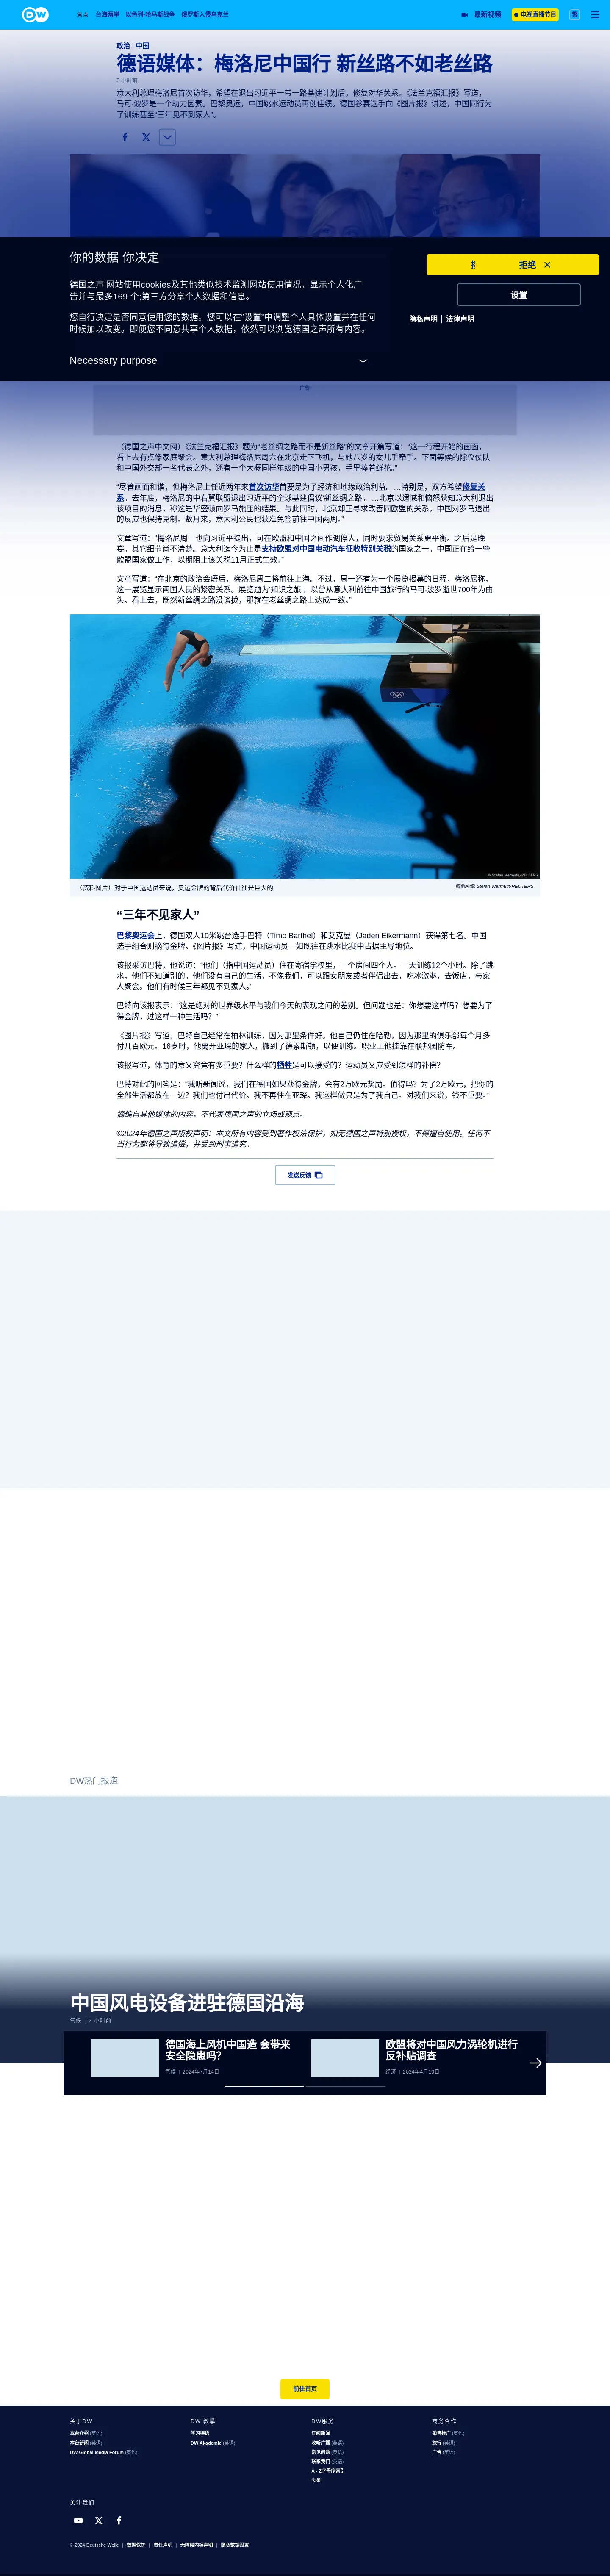 DW
焦点 台海两岸 以色列-哈马斯战争 俄罗斯入侵乌克兰
最新视频 电视直播节目 繁
政治 | 中国
德语媒体：梅洛尼中国行 新丝路不如老丝路
5 小时前
意大利总理梅洛尼首次访华，希望在退出习近平一带一路基建计划后，修复对华关系。《法兰克福汇报》写道，
马可·波罗是一个助力因素。巴黎奥运，中国跳水运动员再创佳绩。德国参赛选手向《图片报》讲述，中国同行为
了训练甚至“三年见不到家人”。
你的数据 你决定
拒绝
德国之声'网站使用cookies及其他类似技术监测网站使用情况，显示个人化广
告并与最多169 个;第三方分享个人数据和信息。
设置
您自行决定是否同意使用您的数据。您可以在“设置”中调整个人具体设置并在任何
时候加以改变。即便您不同意共享个人数据，依然可以浏览德国之声所有内容。
隐私声明 | 法律声明
Necessary purpose
广告
（德国之声中文网）《法兰克福汇报》题为“老丝绸之路而不是新丝路”的文章开篇写道：“这一行程开始的画面，
看上去有点像家庭聚会。意大利总理梅洛尼周六在北京走下飞机，与她八岁的女儿手牵手。下面等候的除仪仗队
和中国外交部一名代表之外，还有一个大概同样年级的中国小男孩，手里捧着鲜花。”
“尽管画面和谐，但梅洛尼上任近两年来首次访华首要是为了经济和地缘政治利益。…特别是，双方希望修复关
系。去年底，梅洛尼的中右翼联盟退出习近平的全球基建倡议‘新丝绸之路’。…北京以遗憾和恼怒获知意大利退出
该项目的消息，称这是华盛顿向罗马施压的结果。与此同时，北京却正寻求改善同欧盟的关系，中国对罗马退出
的反应也保持克制。数月来，意大利公民也获准免签前往中国两周。”
文章写道：“梅洛尼周一也向习近平提出，可在欧盟和中国之间作调停人，同时要求贸易关系更平衡。之后是晚
宴。其它细节尚不清楚。意大利迄今为止是支持欧盟对中国电动汽车征收特别关税的国家之一。中国正在给一些
欧盟国家做工作，以期阻止该关税11月正式生效。”
文章写道：“在北京的政治会晤后，梅洛尼周二将前往上海。不过，周一还有为一个展览揭幕的日程，梅洛尼称，
这一展览显示两国人民的紧密关系。展览题为‘知识之旅’，以曾从意大利前往中国旅行的马可·波罗逝世700年为由
头。看上去，既然新丝绸之路没谈拢，那就在老丝绸之路上达成一致。”
© Stefan Wermuth/REUTERS
（资料图片）对于中国运动员来说，奥运金牌的背后代价往往是巨大的
图像来源: Stefan Wermuth/REUTERS
“三年不见家人”
巴黎奥运会上，德国双人10米跳台选手巴特（Timo Barthel）和艾克曼（Jaden Eikermann）获得第七名。中国
选手组合则摘得金牌。《图片报》写道，中国运动员一如既往在跳水比赛中占据主导地位。
该报采访巴特，他说道：“他们（指中国运动员）住在寄宿学校里，一个房间四个人。一天训练12个小时。除了跳
水，他们不知道别的。他们没有自己的生活，不像我们，可以跟女朋友或者伴侣出去，吃冰激淋，去饭店，与家
人聚会。他们有时候三年都见不到家人。”
巴特向该报表示：“这是绝对的世界级水平与我们今天的表现之间的差别。但问题也是：你想要这样吗？想要为了
得金牌，过这样一种生活吗？”
《图片报》写道，巴特自己经常在柏林训练，因为那里条件好。他自己仍住在哈勒，因为那里的俱乐部每个月多
付几百欧元。16岁时，他离开亚琛的家人，搬到了德累斯顿，以便训练。职业上他挂靠在联邦国防军。
该报写道，体育的意义究竟有多重要？什么样的牺牲是可以接受的？运动员又应受到怎样的补偿？
巴特对此的回答是：“我听新闻说，我们在德国如果获得金牌，会有2万欧元奖励。值得吗？为了2万欧元，把你的
全部生活都放在一边？我们也付出代价。我不再住在亚琛。我这样做只是为了我自己。对我们来说，钱不重要。”
摘编自其他媒体的内容，不代表德国之声的立场或观点。
©2024年德国之声版权声明：本文所有内容受到著作权法保护，如无德国之声特别授权，不得擅自使用。任何不
当行为都将导致追偿，并受到刑事追究。
发送反馈
DW热门报道
中国风电设备进驻德国沿海
气候 | 3 小时前
德国海上风机中国造 会带来
安全隐患吗？
气候 | 2024年7月14日
欧盟将对中国风力涡轮机进行
反补贴调查
经济 | 2024年4月10日
前往首页
关于DW
本台介绍 (英语)
本台新闻 (英语)
DW Global Media Forum (英语)
DW 教学
学习德语
DW Akademie (英语)
DW服务
订阅新闻
收听广播 (英语)
常见问题 (英语)
联系我们 (英语)
A - Z字母序索引
头条
商务合作
销售推广 (英语)
旅行 (英语)
广告 (英语)
关注我们
© 2024 Deutsche Welle | 数据保护 | 责任声明 | 无障碍内容声明 | 隐私数据设置